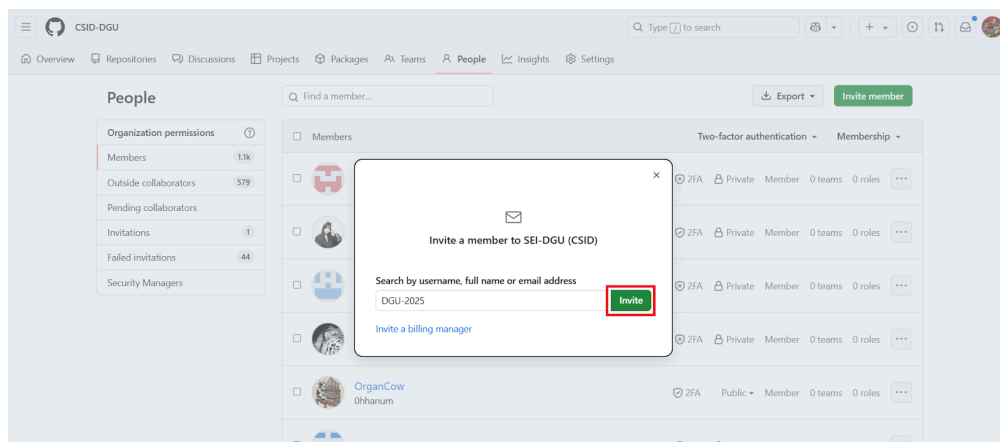 CSID-DGU
Type / to search
Overview Repositories Discussions Projects Packages Teams People Insights Settings
People
Find a member...
Export
Invite member
Organization permissions
Members 1.1k
Outside collaborators 579
Pending collaborators
Invitations 1
Failed invitations 44
Security Managers
Members Two-factor authentication Membership
2FA Private Member 0 teams 0 roles
2FA Private Member 0 teams 0 roles
2FA Private Member 0 teams 0 roles
2FA Private Member 0 teams 0 roles
Invite a member to SEI-DGU (CSID)
Search by username, full name or email address
DGU-2025 Invite
Invite a billing manager
OrganCow
0hhanum
2FA Public Member 0 teams 0 roles